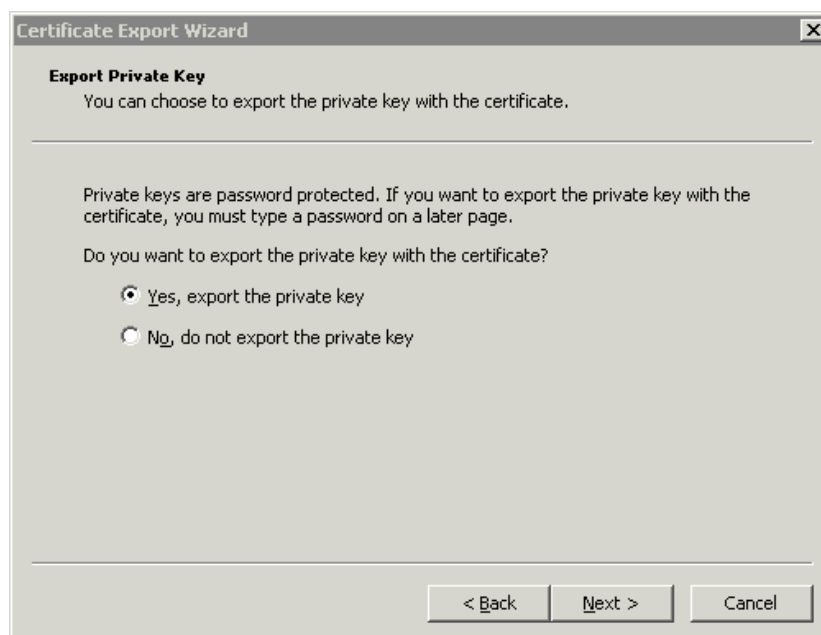 Certificate Export Wizard
Export Private Key
You can choose to export the private key with the certificate.
Private keys are password protected. If you want to export the private key with the
certificate, you must type a password on a later page.
Do you want to export the private key with the certificate?
Yes, export the private key
No, do not export the private key
< Back Next > Cancel